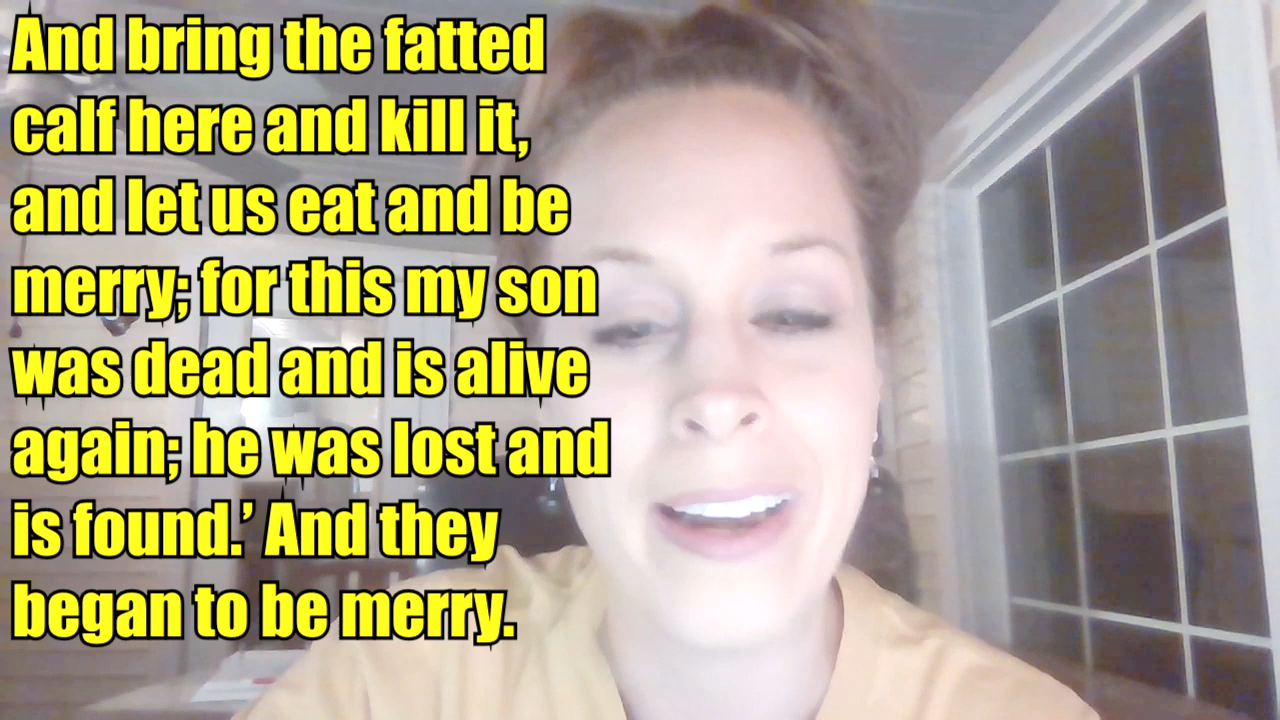 And bring the fatted
calf here and kill it,
and let us eat and be
merry; for this my son
was dead and is alive
again; he was lost and
is found.’ And they
began to be merry.